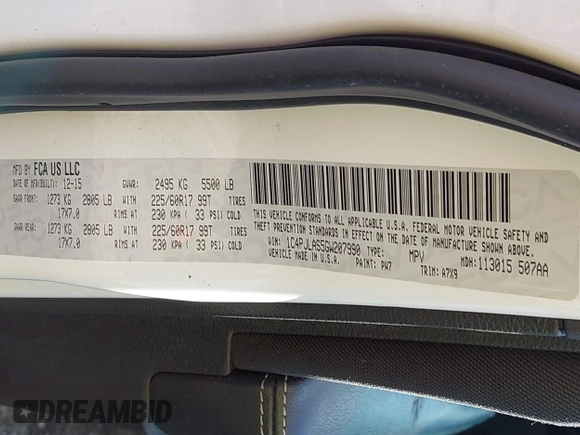 MFD BY FCA US LLC
DATE OF MFR(BUILT): 12-15 GVWR: 2495 KG 5500 LB
GAWR FRONT: 1273 KG 2805 LB WITH 225/60R17 99T TIRES
17X7.0 RIMS AT 230 KPA ( 33 PSI) COLD
GAWR REAR: 1273 KG 2805 LB WITH 225/60R17 99T TIRES
17X7.0 RIMS AT 230 KPA ( 33 PSI) COLD
THIS VEHICLE CONFORMS TO ALL APPLICABLE U.S.A. FEDERAL MOTOR VEHICLE SAFETY AND
THEFT PREVENTION STANDARDS IN EFFECT ON THE DATE OF MANUFACTURE SHOWN ABOVE.
VIN: 1C4PJLAS5GW207990 TYPE: MPV MDH: 113015 507AA
VEHICLE MADE IN U.S.A. PAINT: PW7 TRIM: A7X9
DREAMBID